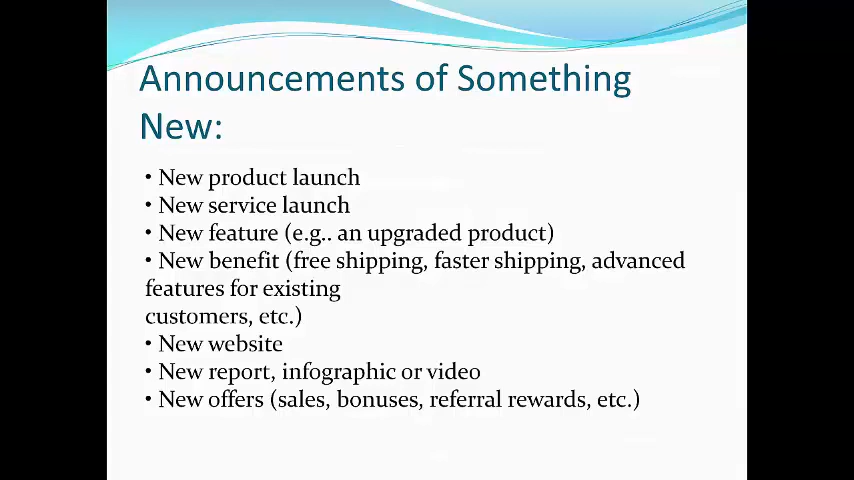 Announcements of Something
New:
• New product launch
• New service launch
• New feature (e.g.. an upgraded product)
• New benefit (free shipping, faster shipping, advanced
features for existing
customers, etc.)
• New website
• New report, infographic or video
• New offers (sales, bonuses, referral rewards, etc.)